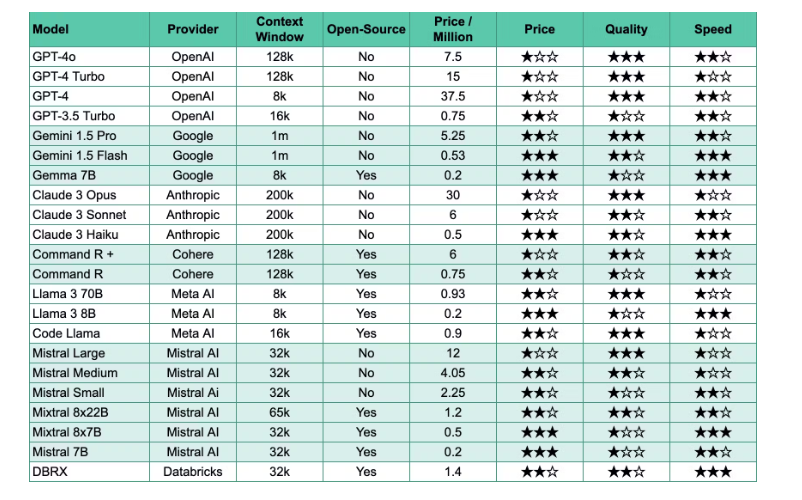 Model Provider Context Window Open-Source Price / Million Price Quality Speed
GPT-4o OpenAI 128k No 7.5 ★☆☆ ★★★ ★★☆
GPT-4 Turbo OpenAI 128k No 15 ★☆☆ ★★★ ★☆☆
GPT-4 OpenAI 8k No 37.5 ★☆☆ ★★★ ★★☆
GPT-3.5 Turbo OpenAI 16k No 0.75 ★★☆ ★☆☆ ★★☆
Gemini 1.5 Pro Google 1m No 5.25 ★★☆ ★★★ ★★☆
Gemini 1.5 Flash Google 1m No 0.53 ★★★ ★★☆ ★★★
Gemma 7B Google 8k Yes 0.2 ★★★ ★☆☆ ★★★
Claude 3 Opus Anthropic 200k No 30 ★☆☆ ★★★ ★☆☆
Claude 3 Sonnet Anthropic 200k No 6 ★☆☆ ★★☆ ★★☆
Claude 3 Haiku Anthropic 200k No 0.5 ★★★ ★★☆ ★★★
Command R + Cohere 128k Yes 6 ★☆☆ ★★☆ ★★☆
Command R Cohere 128k Yes 0.75 ★★☆ ★☆☆ ★★☆
Llama 3 70B Meta AI 8k Yes 0.93 ★★☆ ★★★ ★☆☆
Llama 3 8B Meta AI 8k Yes 0.2 ★★★ ★☆☆ ★★★
Code Llama Meta AI 16k Yes 0.9 ★★☆ ★★★ ★☆☆
Mistral Large Mistral AI 32k No 12 ★☆☆ ★★★ ★☆☆
Mistral Medium Mistral AI 32k No 4.05 ★★☆ ★★☆ ★☆☆
Mistral Small Mistral Ai 32k No 2.25 ★★☆ ★☆☆ ★★☆
Mixtral 8x22B Mistral AI 65k Yes 1.2 ★★☆ ★★☆ ★★☆
Mixtral 8x7B Mistral AI 32k Yes 0.5 ★★★ ★☆☆ ★★★
Mistral 7B Mistral AI 32k Yes 0.2 ★★★ ★☆☆ ★★☆
DBRX Databricks 32k Yes 1.4 ★★☆ ★★☆ ★★★